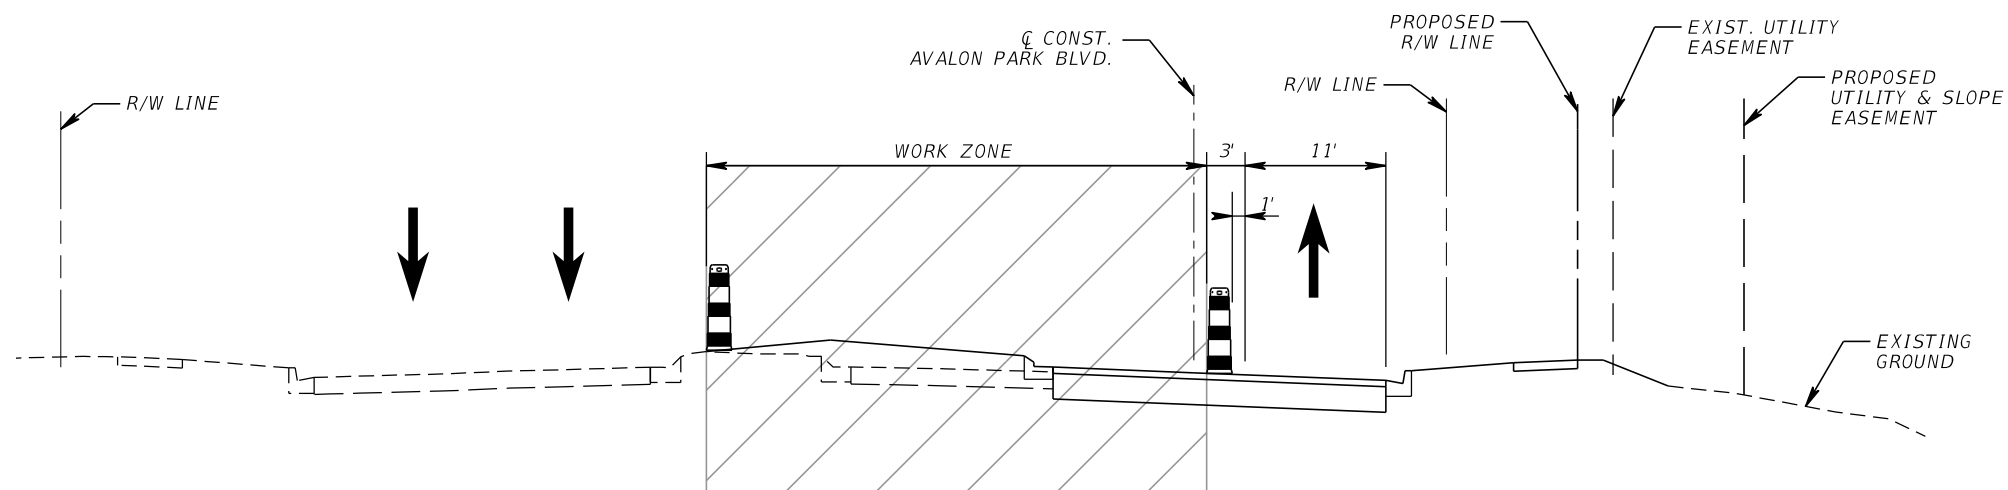 R/W LINE
℄ CONST.
AVALON PARK BLVD.
R/W LINE
PROPOSED
R/W LINE
EXIST. UTILITY
EASEMENT
PROPOSED
UTILITY & SLOPE
EASEMENT
WORK ZONE
3'
11'
1'
EXISTING
GROUND